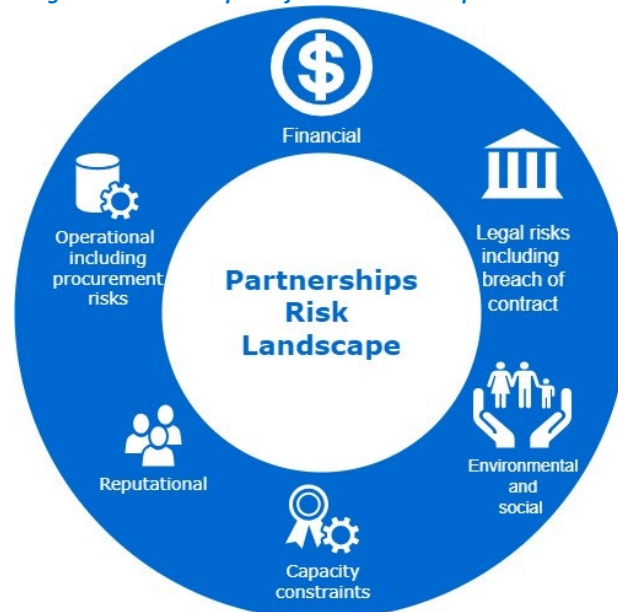 $
Financial
Legal risks
including
breach of
contract
Environmental
and
social
Capacity
constraints
Reputational
Operational
including
procurement
risks
Partnerships
Risk
Landscape